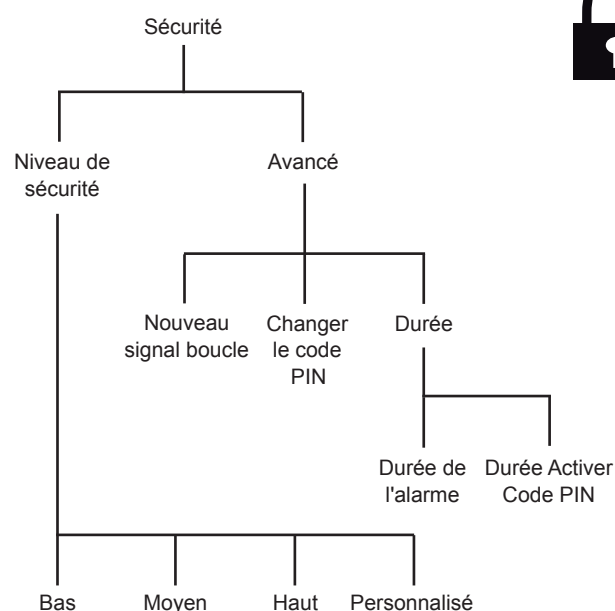 Sécurité
Niveau de
sécurité
Avancé
Nouveau
signal boucle
Changer
le code
PIN
Durée
Durée de
l'alarme
Durée Activer
Code PIN
Bas
Moyen
Haut
Personnalisé